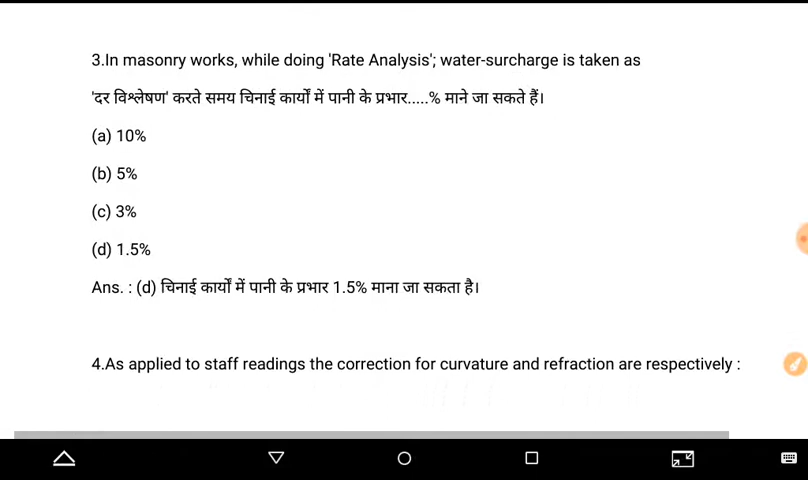 3.In masonry works, while doing 'Rate Analysis'; water-surcharge is taken as
'दर विश्लेषण' करते समय चिनाई कार्यों में पानी के प्रभार.....% माने जा सकते हैं।
(a) 10%
(b) 5%
(c) 3%
(d) 1.5%
Ans. : (d) चिनाई कार्यों में पानी के प्रभार 1.5% माना जा सकता है।
4.As applied to staff readings the correction for curvature and refraction are respectively :